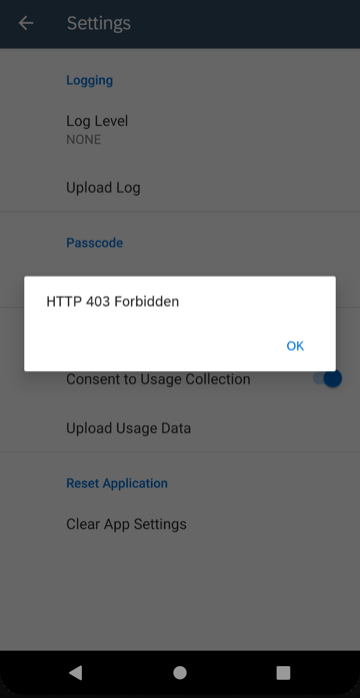 Settings
Logging
Log Level
NONE
Upload Log
Passcode
HTTP 403 Forbidden
OK
Consent to Usage Collection
Upload Usage Data
Reset Application
Clear App Settings